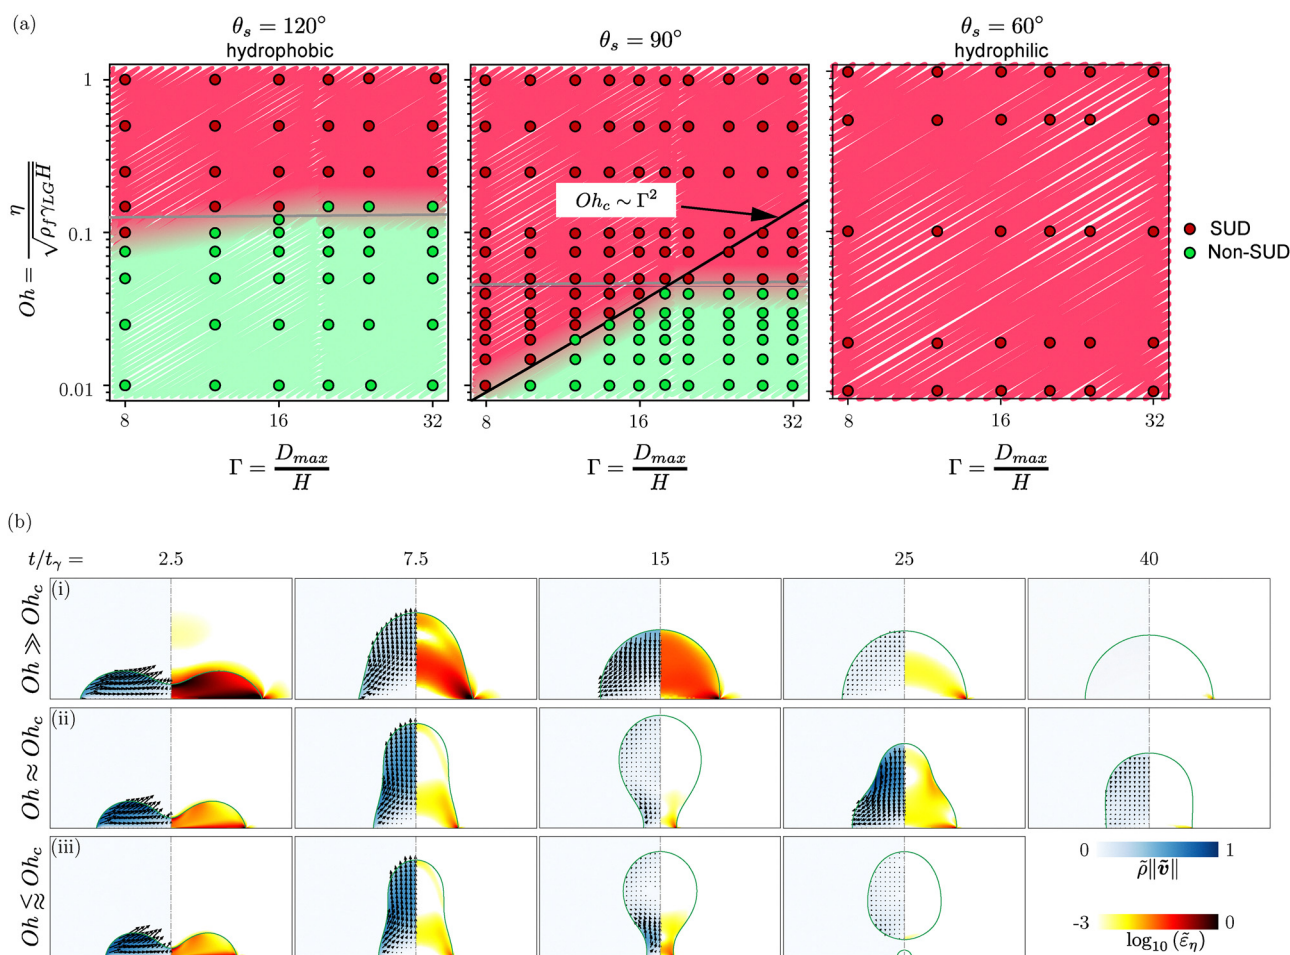 (a)
θs = 120°
hydrophobic
θs = 90°
θs = 60°
hydrophilic
Oh = η / √(ρf γLG H)
1
0.1
0.01
Ohc ∼ Γ²
SUD
Non-SUD
8 16 32
8 16 32
8 16 32
Γ = Dmax / H
Γ = Dmax / H
Γ = Dmax / H
(b)
t/tγ = 2.5 7.5 15 25 40
Oh ≫ Ohc
(i)
Oh ≈ Ohc
(ii)
Oh ⪅ Ohc
(iii)
0 1
ρ̃‖ṽ‖
-3 0
log10 (ε̃η)